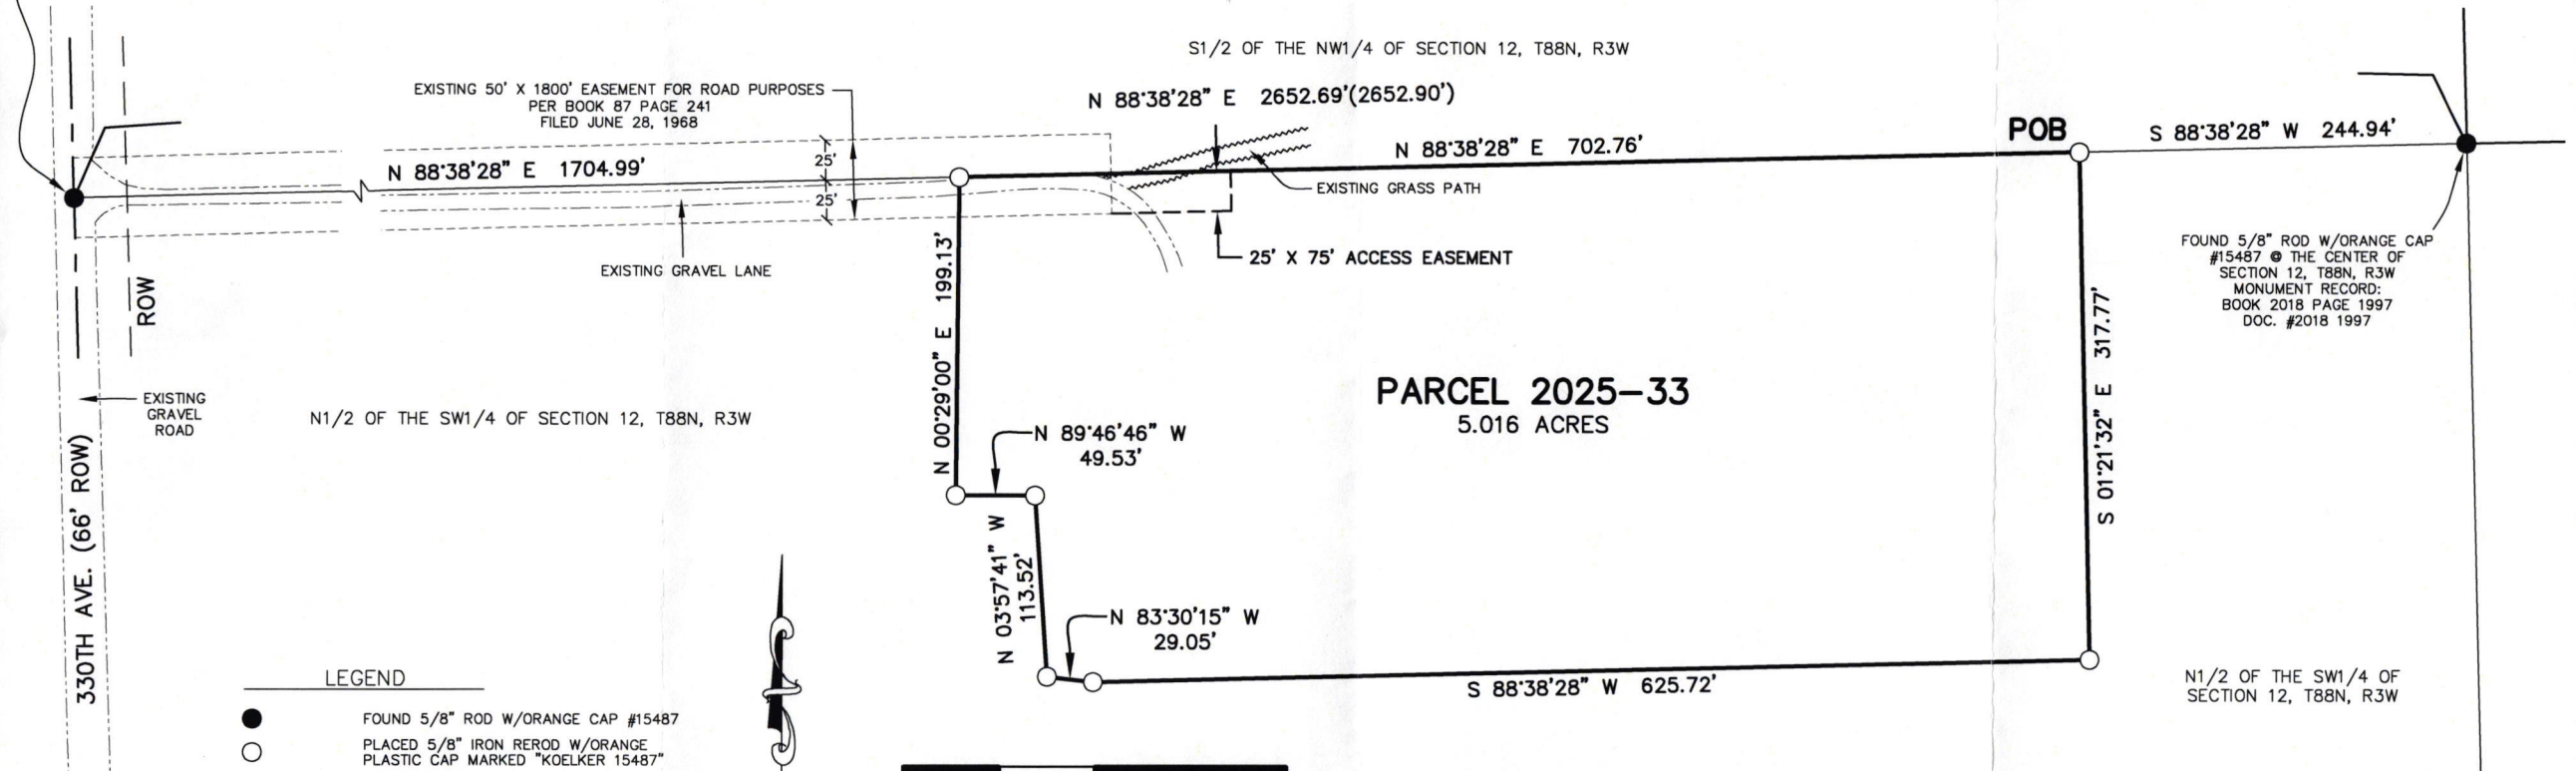 S1/2 OF THE NW1/4 OF SECTION 12, T88N, R3W
EXISTING 50' X 1800' EASEMENT FOR ROAD PURPOSES
PER BOOK 87 PAGE 241
FILED JUNE 28, 1968
N 88°38'28" E 2652.69'(2652.90')
N 88°38'28" E 1704.99'
25'
25'
N 88°38'28" E 702.76'
POB
S 88°38'28" W 244.94'
EXISTING GRASS PATH
25' X 75' ACCESS EASEMENT
EXISTING GRAVEL LANE
ROW
N 00°29'00" E 199.13'
FOUND 5/8" ROD W/ORANGE CAP
#15487 @ THE CENTER OF
SECTION 12, T88N, R3W
MONUMENT RECORD:
BOOK 2018 PAGE 1997
DOC. #2018 1997
S 01°21'32" E 317.77'
EXISTING
GRAVEL
ROAD
N1/2 OF THE SW1/4 OF SECTION 12, T88N, R3W
PARCEL 2025-33
5.016 ACRES
N 89°46'46" W
49.53'
330TH AVE. (66' ROW)
N 03°57'41" W
113.52'
N 83°30'15" W
29.05'
S 88°38'28" W 625.72'
N1/2 OF THE SW1/4 OF
SECTION 12, T88N, R3W
LEGEND
FOUND 5/8" ROD W/ORANGE CAP #15487
PLACED 5/8" IRON REROD W/ORANGE
PLASTIC CAP MARKED "KOELKER 15487"